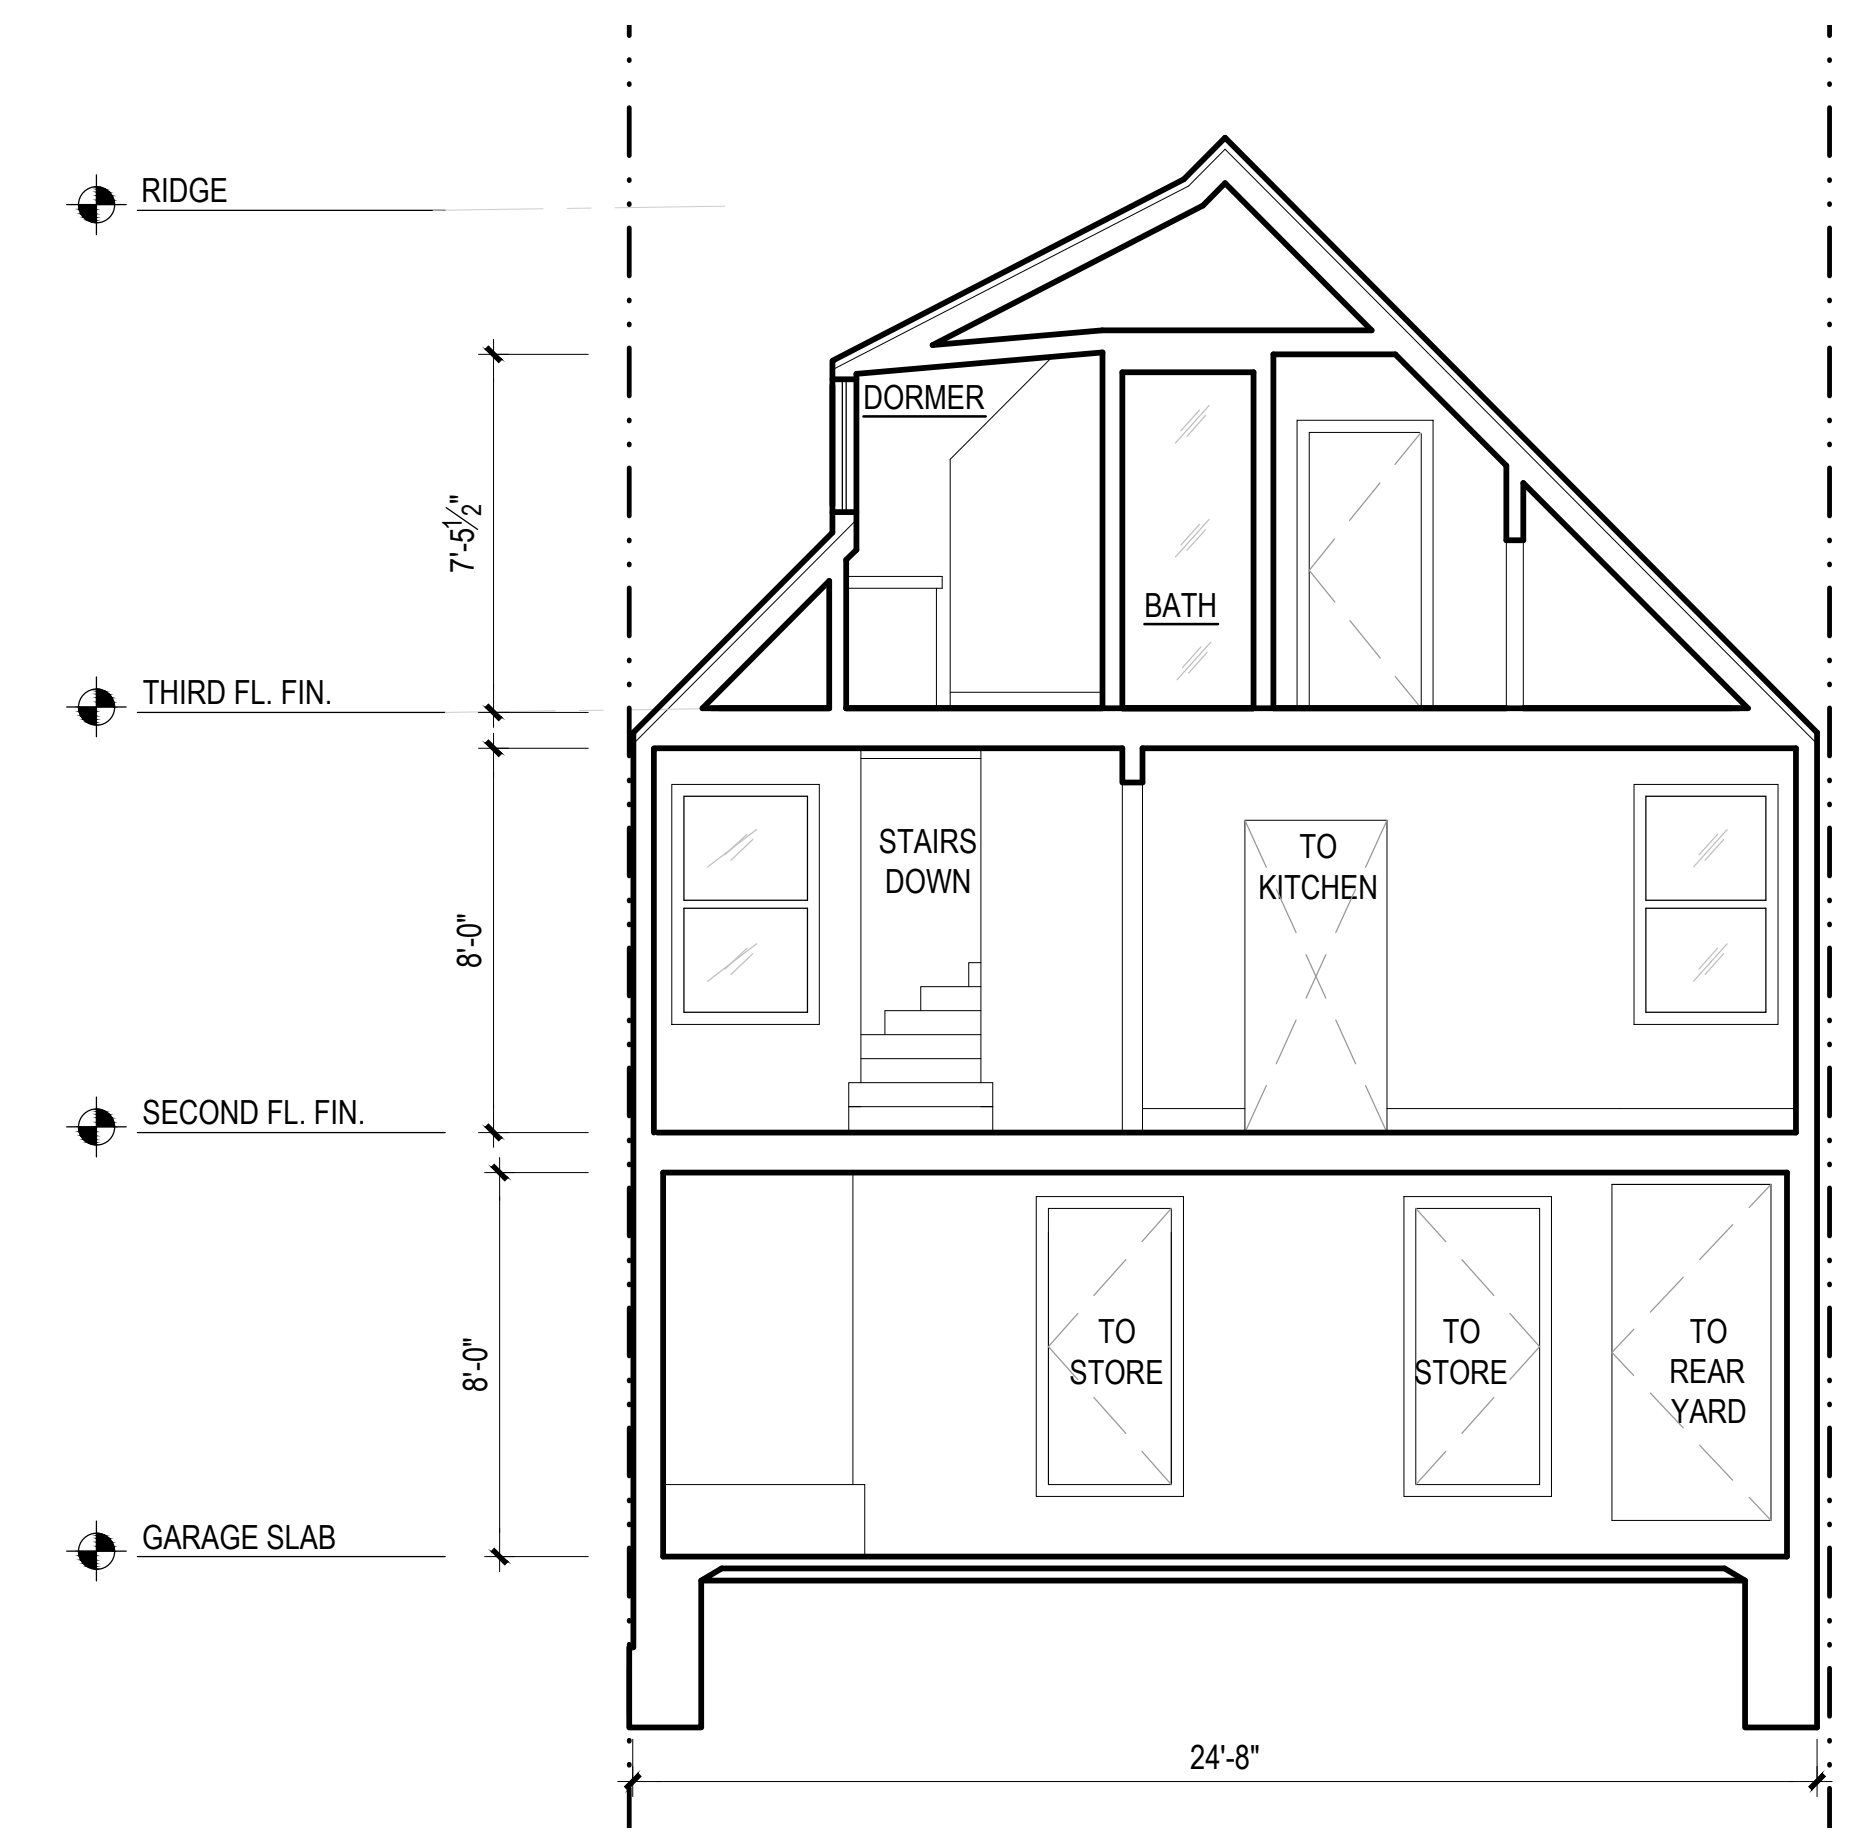 RIDGE
DORMER
7'-5½"
BATH
THIRD FL. FIN.
STAIRS
DOWN
TO
KITCHEN
8'-0"
SECOND FL. FIN.
TO
STORE
TO
STORE
TO
REAR
YARD
8'-0"
GARAGE SLAB
24'-8"